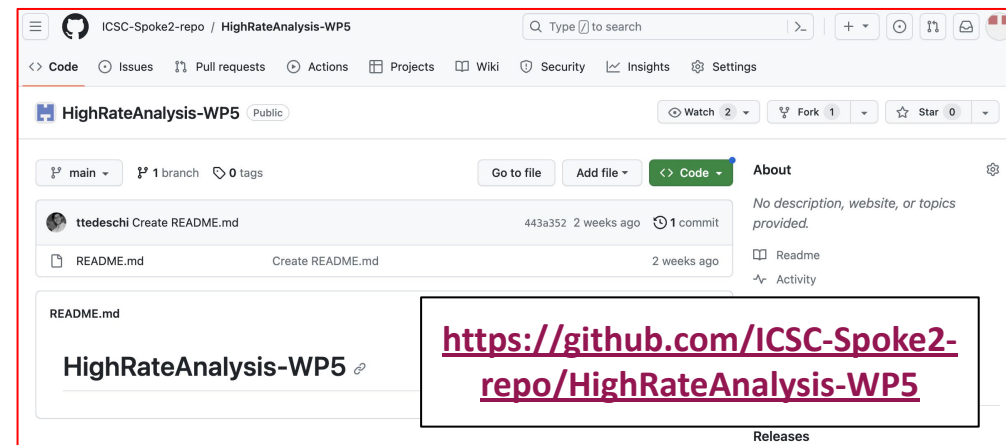 ICSC-Spoke2-repo / HighRateAnalysis-WP5
Type / to search
Code Issues Pull requests Actions Projects Wiki Security Insights Settings
HighRateAnalysis-WP5 Public
Watch 2 Fork 1 Star 0
main 1 branch 0 tags
Go to file Add file Code
ttedeschi Create README.md 443a352 2 weeks ago 1 commit
README.md Create README.md 2 weeks ago
README.md
HighRateAnalysis-WP5
About
No description, website, or topics
provided.
Readme
Activity
https://github.com/ICSC-Spoke2-
repo/HighRateAnalysis-WP5
Releases